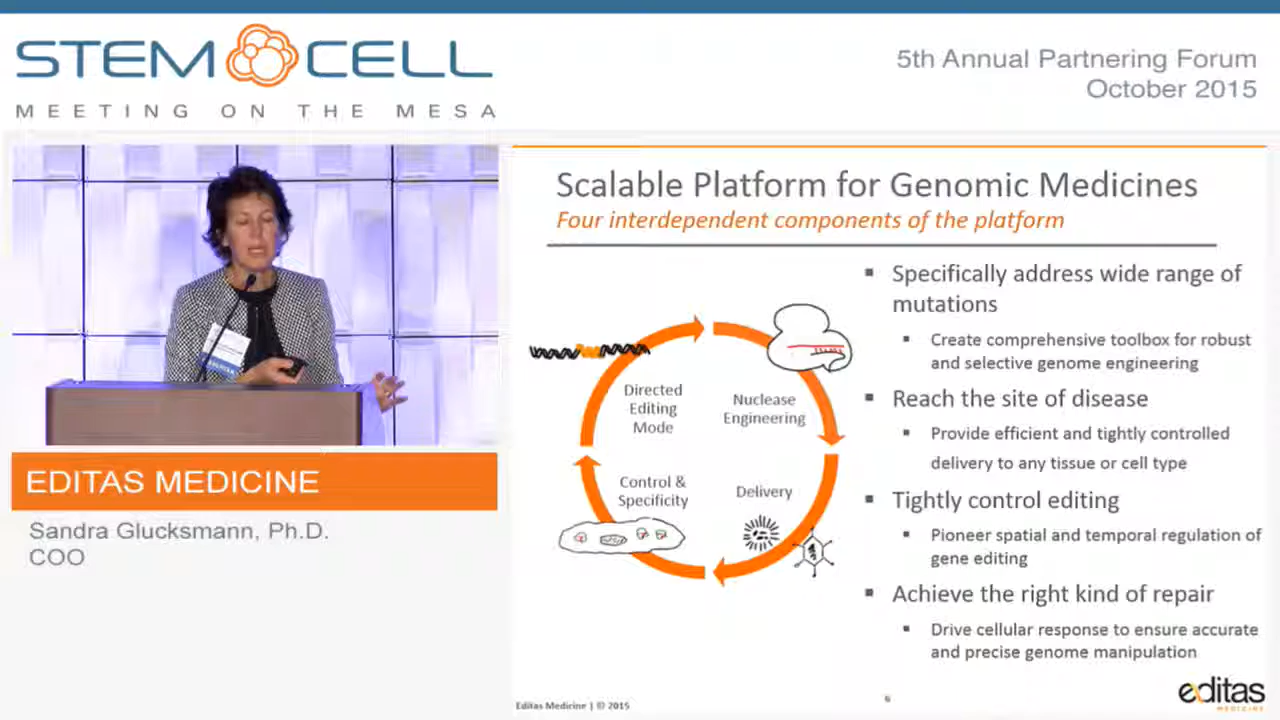 STEM CELL
MEETING ON THE MESA
5th Annual Partnering Forum
October 2015
EDITAS MEDICINE
Sandra Glucksmann, Ph.D.
COO
Scalable Platform for Genomic Medicines
Four interdependent components of the platform
Directed
Editing
Mode
Nuclease
Engineering
Control &
Specificity
Delivery
▪ Specifically address wide range of
mutations
▪ Create comprehensive toolbox for robust
and selective genome engineering
▪ Reach the site of disease
▪ Provide efficient and tightly controlled
delivery to any tissue or cell type
▪ Tightly control editing
▪ Pioneer spatial and temporal regulation of
gene editing
▪ Achieve the right kind of repair
▪ Drive cellular response to ensure accurate
and precise genome manipulation
Editas Medicine | © 2015
6
editas
MEDICINE